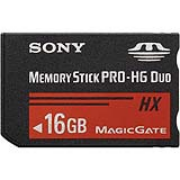 SONY
MEMORY STICK PRO-HG DUO
HX
16GB
MAGICGATE